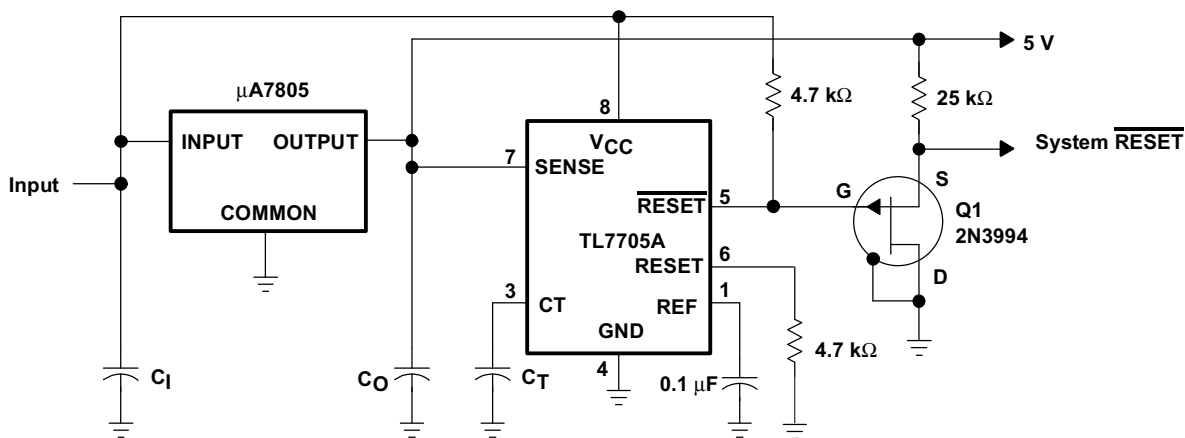 5 V
μA7805
4.7 kΩ
25 kΩ
8
INPUT OUTPUT
VCC
System RESET
7
SENSE
Input
G
S
COMMON
RESET
5
Q1
2N3994
TL7705A
RESET
6
D
3
CT
REF
1
GND
4.7 kΩ
CI
CO
CT
4
0.1 μF